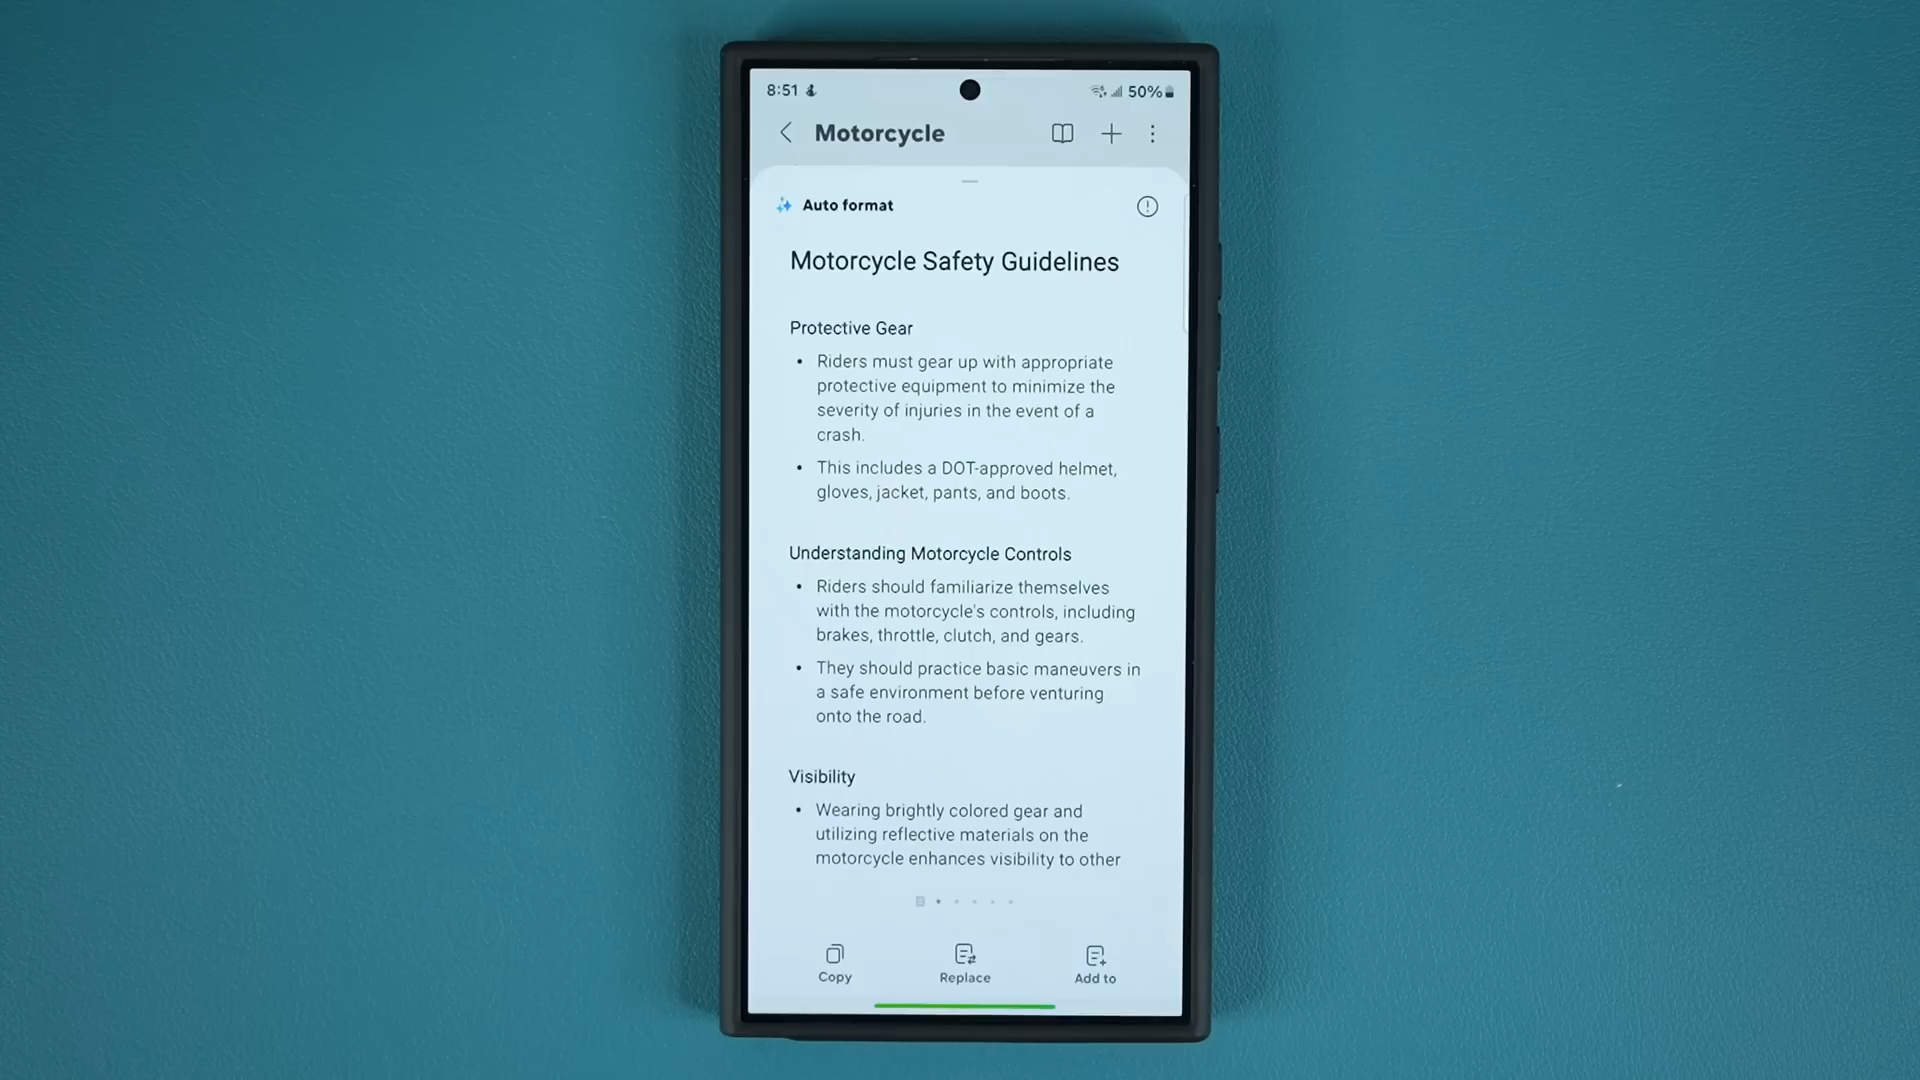 8:51
50%
Motorcycle
Auto format
Motorcycle Safety Guidelines
Protective Gear
• Riders must gear up with appropriate
protective equipment to minimize the
severity of injuries in the event of a
crash.
• This includes a DOT-approved helmet,
gloves, jacket, pants, and boots.
Understanding Motorcycle Controls
• Riders should familiarize themselves
with the motorcycle's controls, including
brakes, throttle, clutch, and gears.
• They should practice basic maneuvers in
a safe environment before venturing
onto the road.
Visibility
• Wearing brightly colored gear and
utilizing reflective materials on the
motorcycle enhances visibility to other
Copy
Replace
Add to